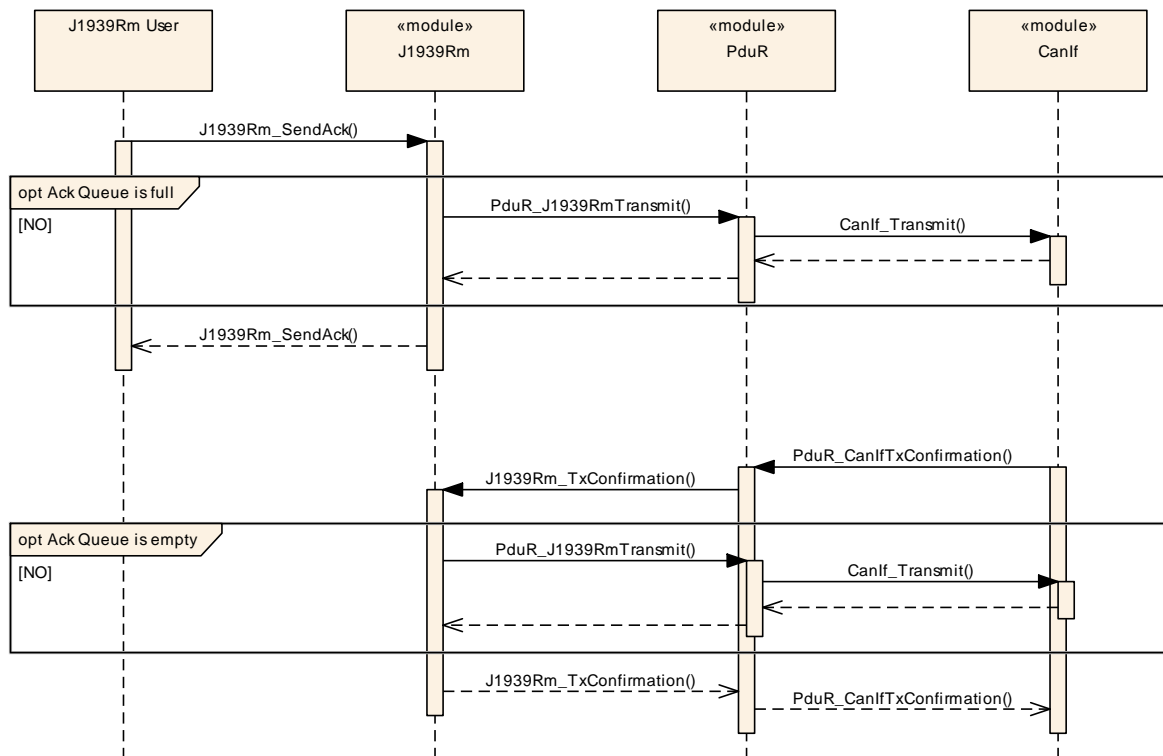 J1939Rm User
«module»
J1939Rm
«module»
PduR
«module»
CanIf
J1939Rm_SendAck()
opt Ack Queue is full
[NO]
PduR_J1939RmTransmit()
CanIf_Transmit()
J1939Rm_SendAck()
PduR_CanIfTxConfirmation()
J1939Rm_TxConfirmation()
opt Ack Queue is empty
[NO]
PduR_J1939RmTransmit()
CanIf_Transmit()
J1939Rm_TxConfirmation()
PduR_CanIfTxConfirmation()